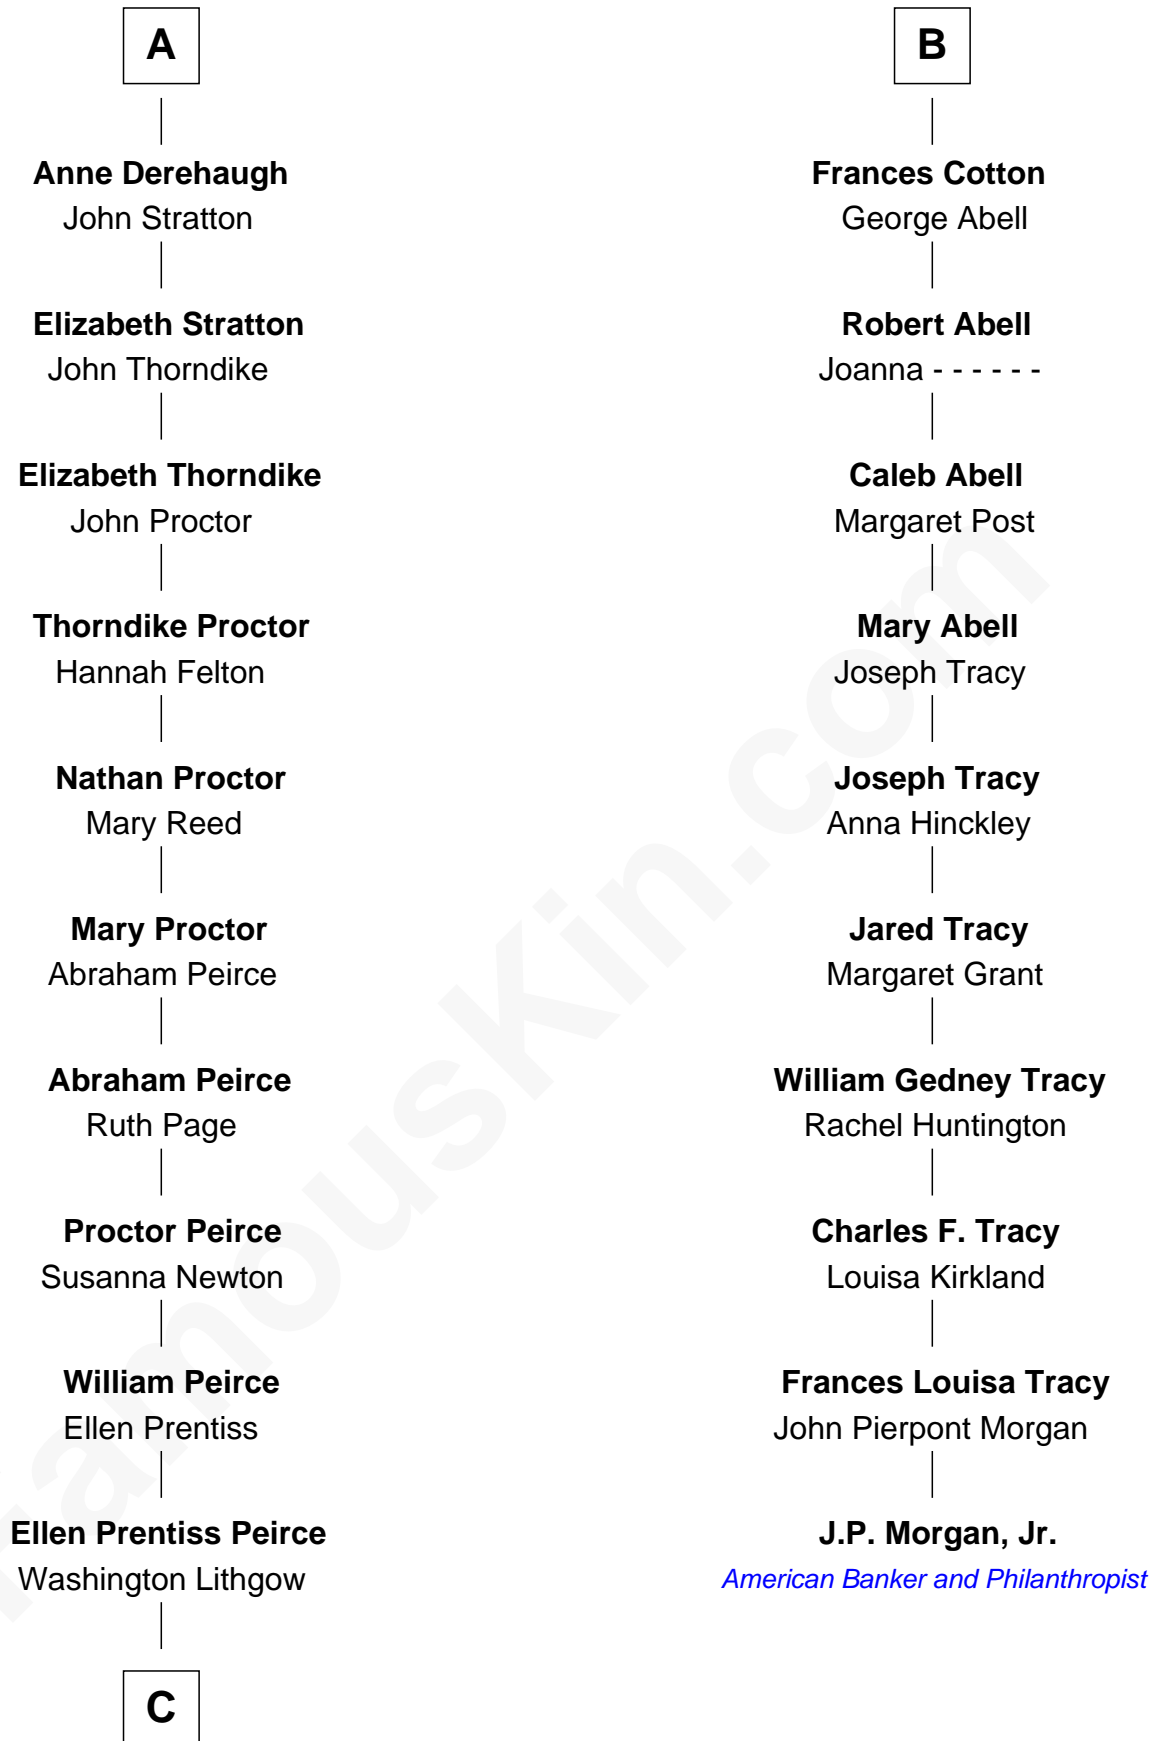 A
Anne Derehaugh
John Stratton
Elizabeth Stratton
John Thorndike
Elizabeth Thorndike
John Proctor
Thorndike Proctor
Hannah Felton
Nathan Proctor
Mary Reed
Mary Proctor
Abraham Peirce
Abraham Peirce
Ruth Page
Proctor Peirce
Susanna Newton
William Peirce
Ellen Prentiss
Ellen Prentiss Peirce
Washington Lithgow
C
B
Frances Cotton
George Abell
Robert Abell
Joanna - - - - - -
Caleb Abell
Margaret Post
Mary Abell
Joseph Tracy
Joseph Tracy
Anna Hinckley
Jared Tracy
Margaret Grant
William Gedney Tracy
Rachel Huntington
Charles F. Tracy
Louisa Kirkland
Frances Louisa Tracy
John Pierpont Morgan
J.P. Morgan, Jr.
American Banker and Philanthropist
FamousKin.com